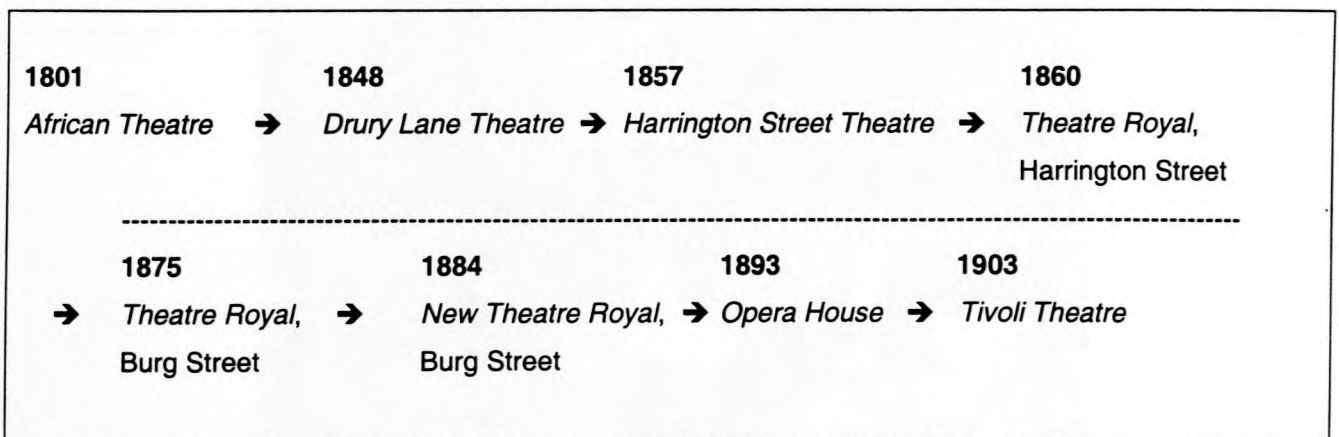 1801 1848 1857 1860
African Theatre ➔ Drury Lane Theatre ➔ Harrington Street Theatre ➔ Theatre Royal,
Harrington Street
1875 1884 1893 1903
➔ Theatre Royal, ➔ New Theatre Royal, ➔ Opera House ➔ Tivoli Theatre
Burg Street Burg Street